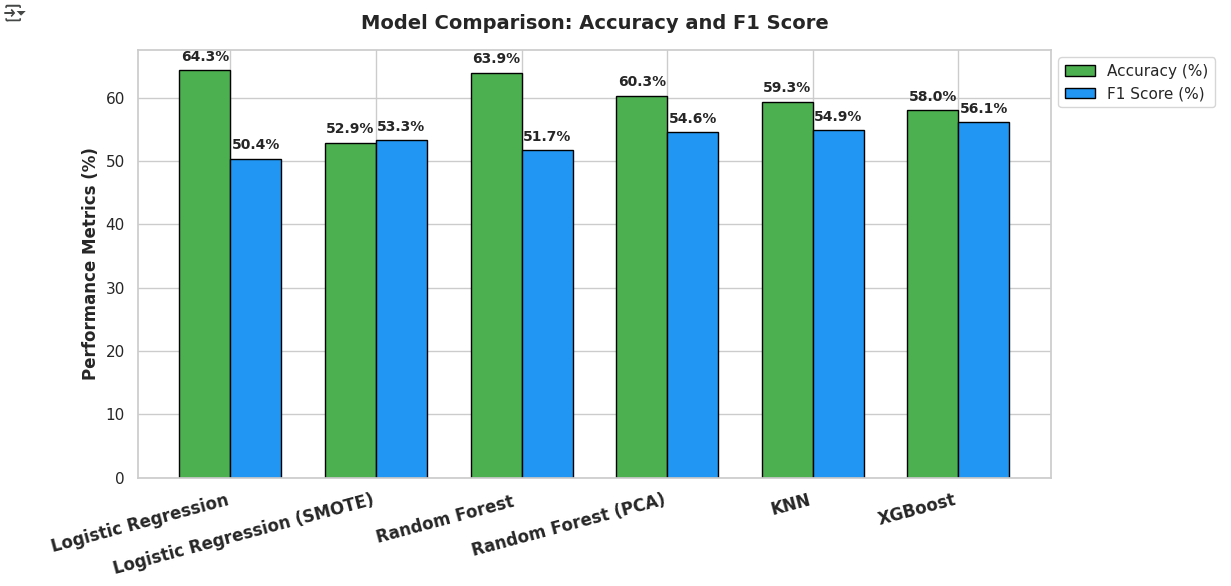 Model Comparison: Accuracy and F1 Score
Accuracy (%)
F1 Score (%)
Performance Metrics (%)
60
50
40
30
20
10
0
64.3%
50.4%
52.9%
53.3%
63.9%
51.7%
60.3%
54.6%
59.3%
54.9%
58.0%
56.1%
Logistic Regression
Logistic Regression (SMOTE)
Random Forest
Random Forest (PCA)
KNN
XGBoost